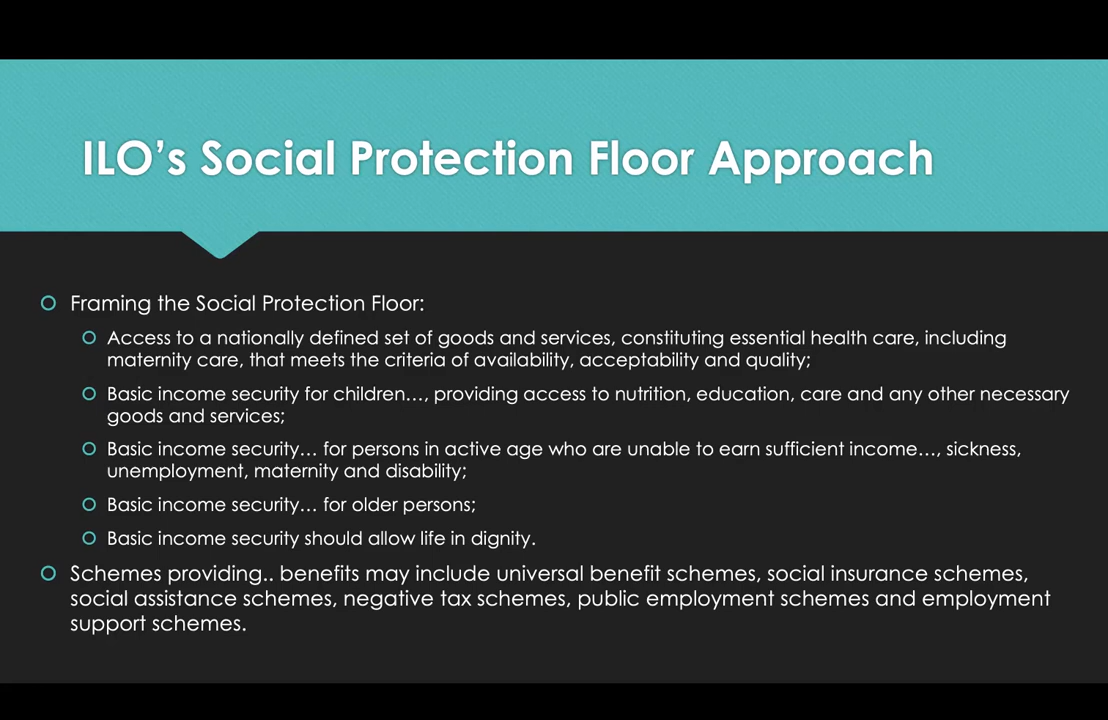 ILO’s Social Protection Floor Approach
Framing the Social Protection Floor:
Access to a nationally defined set of goods and services, constituting essential health care, including
maternity care, that meets the criteria of availability, acceptability and quality;
Basic income security for children…, providing access to nutrition, education, care and any other necessary
goods and services;
Basic income security… for persons in active age who are unable to earn sufficient income…, sickness,
unemployment, maternity and disability;
Basic income security… for older persons;
Basic income security should allow life in dignity.
Schemes providing.. benefits may include universal benefit schemes, social insurance schemes,
social assistance schemes, negative tax schemes, public employment schemes and employment
support schemes.